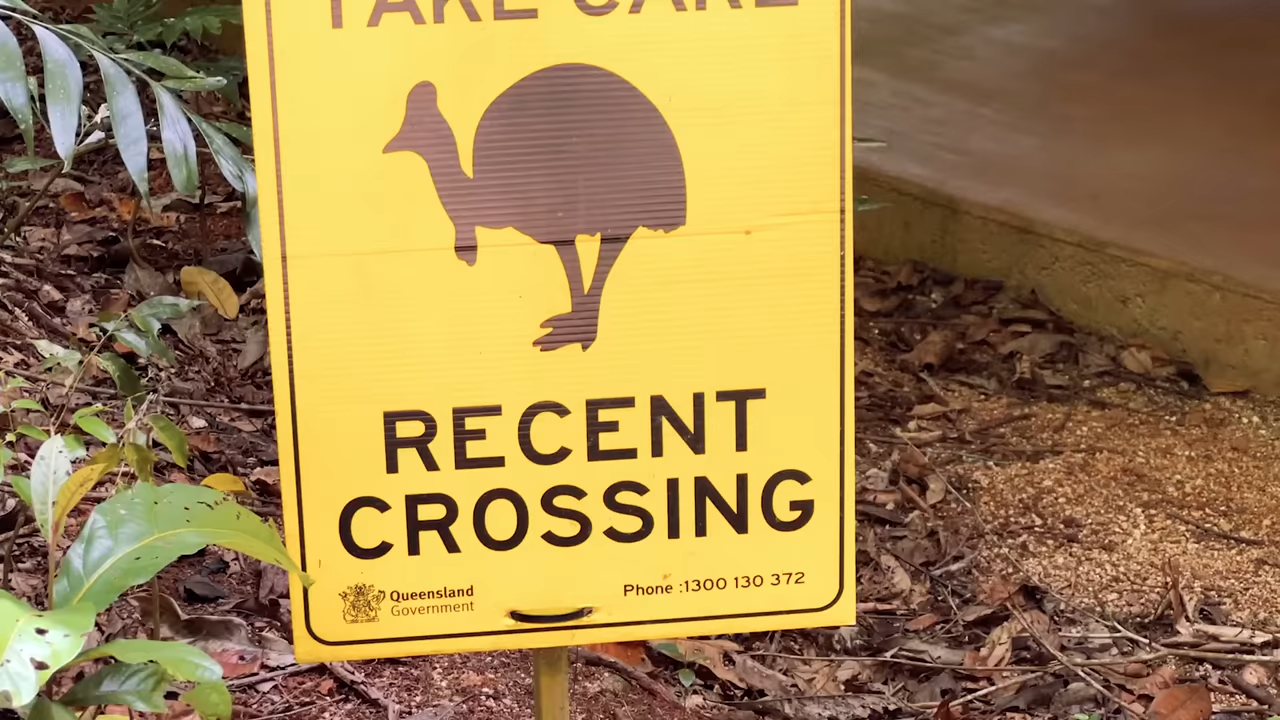 TAKE CARE
RECENT
CROSSING
Queensland
Government
Phone :1300 130 372